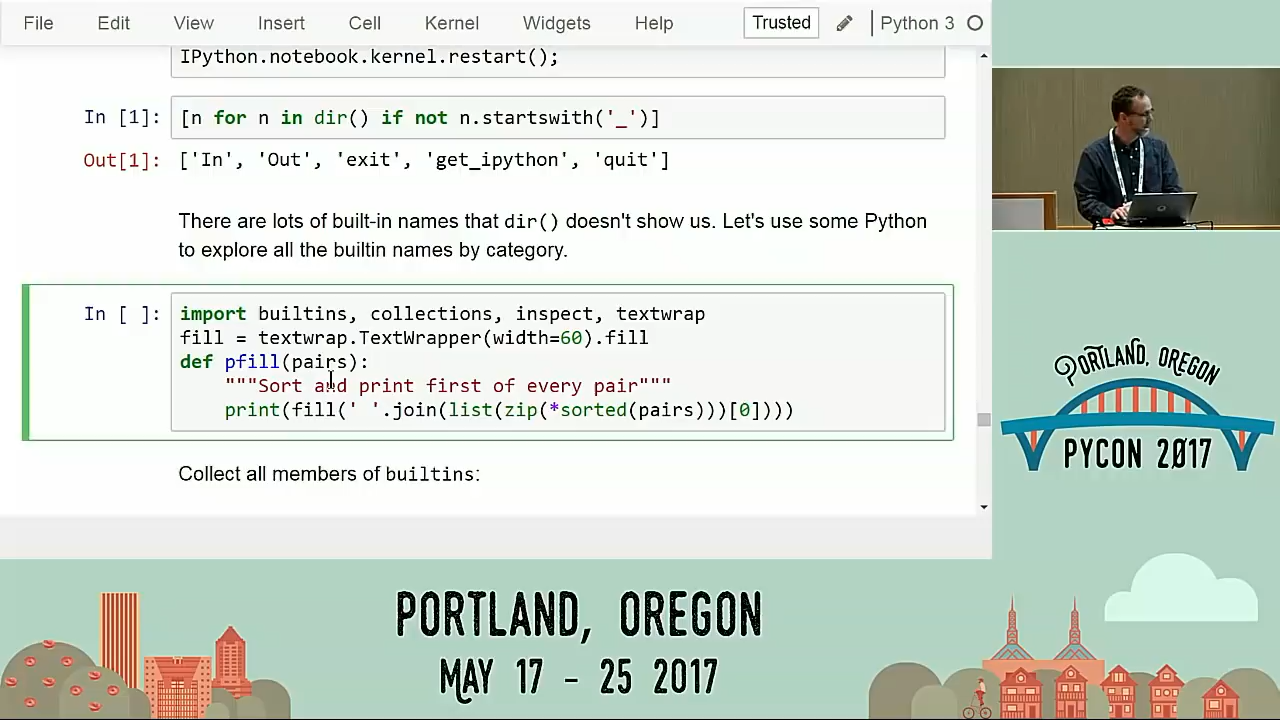 File Edit View Insert Cell Kernel Widgets Help Trusted Python 3
IPython.notebook.kernel.restart();
In [1]: [n for n in dir() if not n.startswith('_')]
Out[1]: ['In', 'Out', 'exit', 'get_ipython', 'quit']
There are lots of built-in names that dir() doesn't show us. Let's use some Python
to explore all the builtin names by category.
In [ ]: import builtins, collections, inspect, textwrap
fill = textwrap.TextWrapper(width=60).fill
def pfill(pairs):
"""Sort and print first of every pair"""
print(fill(' '.join(list(zip(*sorted(pairs)))[0])))
Collect all members of builtins:
PORTLAND, OREGON
PYCON 2017
PORTLAND, OREGON
MAY 17 - 25 2017